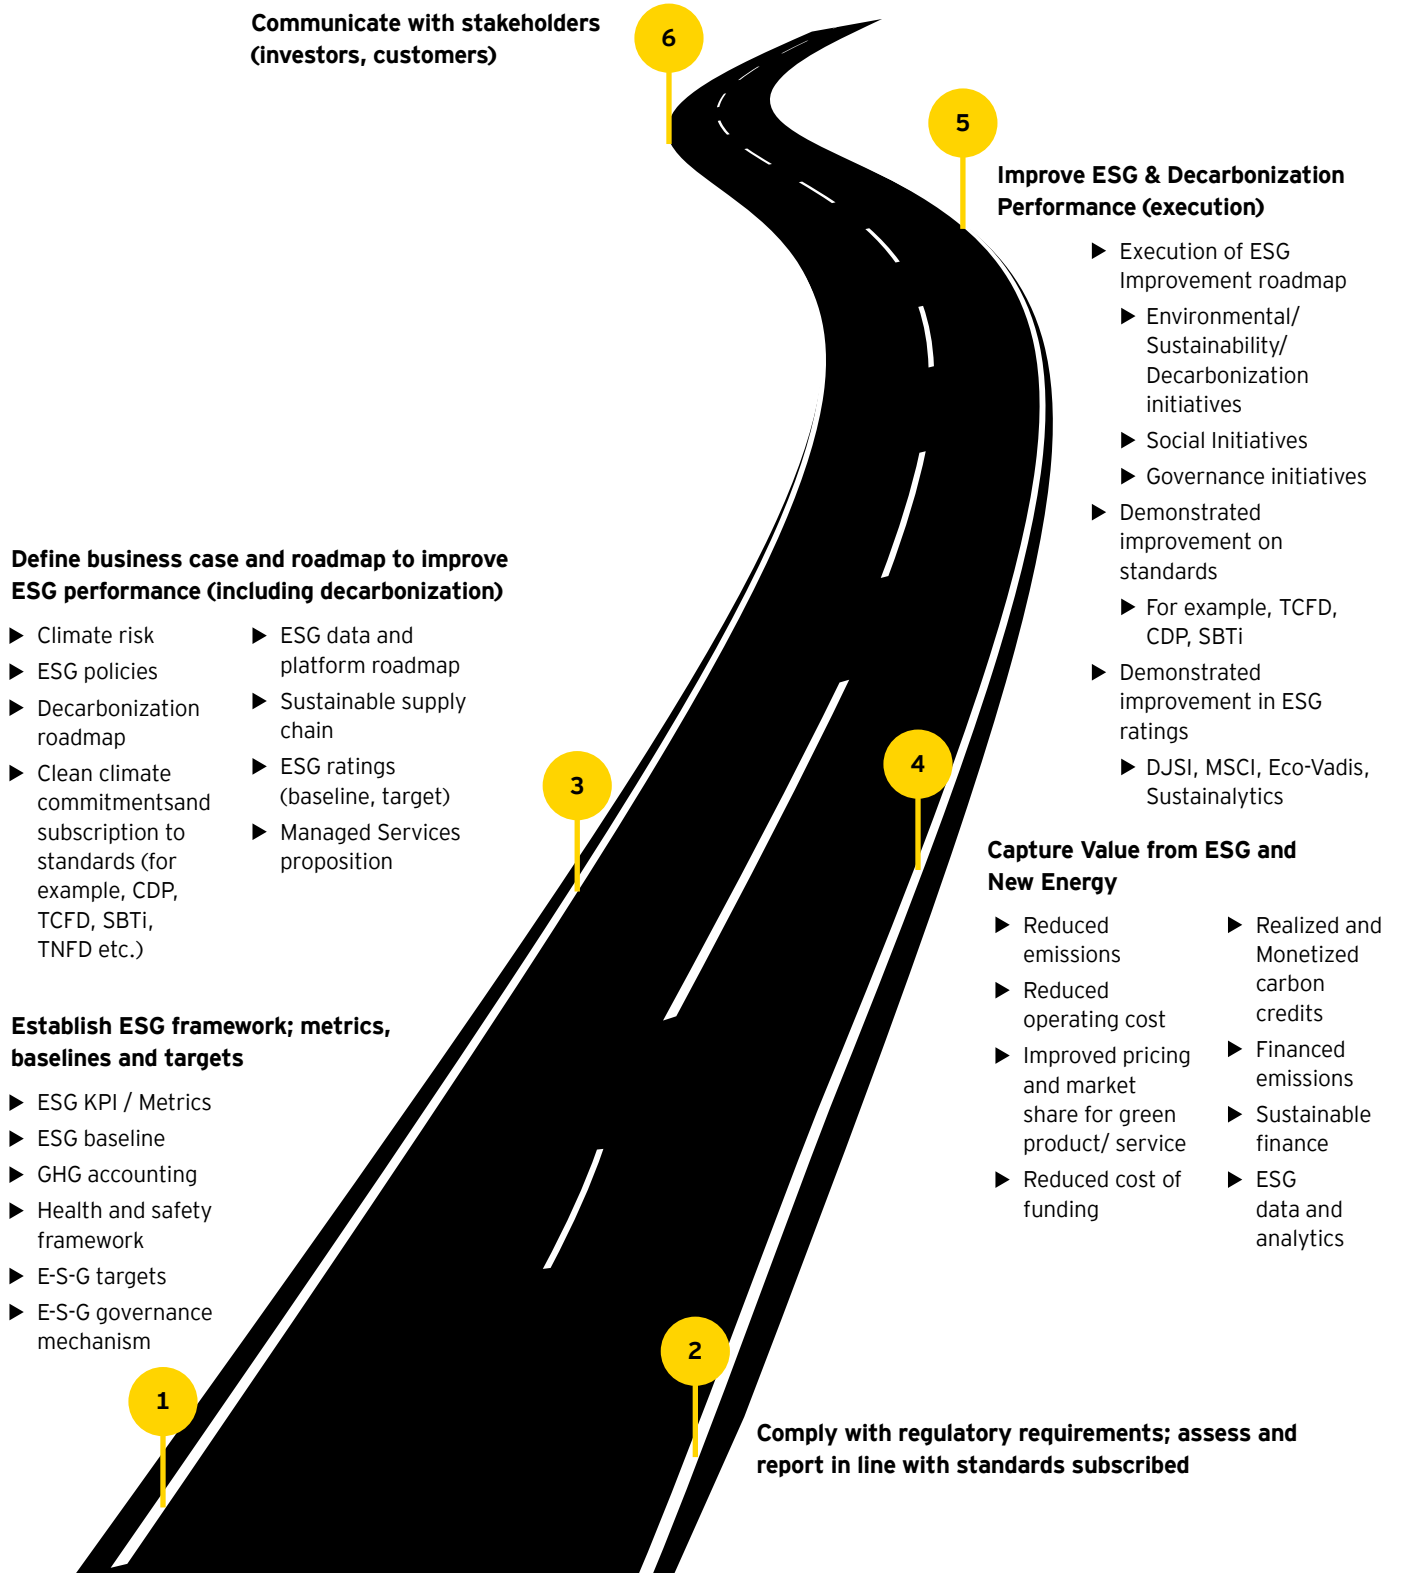 Communicate with stakeholders
(investors, customers)
6
5
Improve ESG & Decarbonization
Performance (execution)
▶ Execution of ESG
Improvement roadmap
▶ Environmental/
Sustainability/
Decarbonization
initiatives
▶ Social Initiatives
▶ Governance initiatives
▶ Demonstrated
improvement on
standards
▶ For example, TCFD,
CDP, SBTi
▶ Demonstrated
improvement in ESG
ratings
▶ DJSI, MSCI, Eco-Vadis,
Sustainalytics
Define business case and roadmap to improve
ESG performance (including decarbonization)
▶ Climate risk
▶ ESG policies
▶ Decarbonization
roadmap
▶ Clean climate
commitmentsand
subscription to
standards (for
example, CDP,
TCFD, SBTi,
TNFD etc.)
▶ ESG data and
platform roadmap
▶ Sustainable supply
chain
▶ ESG ratings
(baseline, target)
▶ Managed Services
proposition
3
4
Capture Value from ESG and
New Energy
▶ Reduced
emissions
▶ Reduced
operating cost
▶ Improved pricing
and market
share for green
product/ service
▶ Reduced cost of
funding
▶ Realized and
Monetized
carbon
credits
▶ Financed
emissions
▶ Sustainable
finance
▶ ESG
data and
analytics
Establish ESG framework; metrics,
baselines and targets
▶ ESG KPI / Metrics
▶ ESG baseline
▶ GHG accounting
▶ Health and safety
framework
▶ E-S-G targets
▶ E-S-G governance
mechanism
1
2
Comply with regulatory requirements; assess and
report in line with standards subscribed